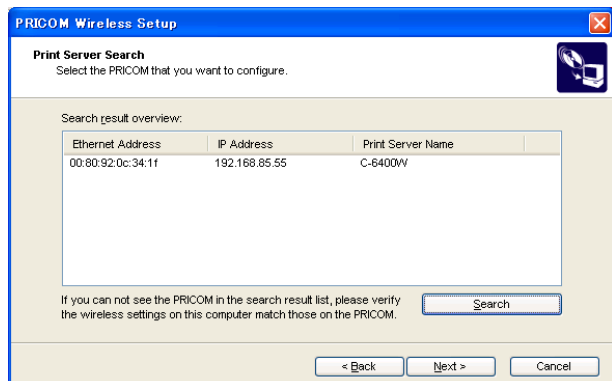 PRICOM Wireless Setup
Print Server Search
Select the PRICOM that you want to configure.
Search result overview:
Ethernet Address IP Address Print Server Name
00:80:92:0c:34:1f 192.168.85.55 C-6400W
If you can not see the PRICOM in the search result list, please verify
the wireless settings on this computer match those on the PRICOM.
Search
< Back Next > Cancel